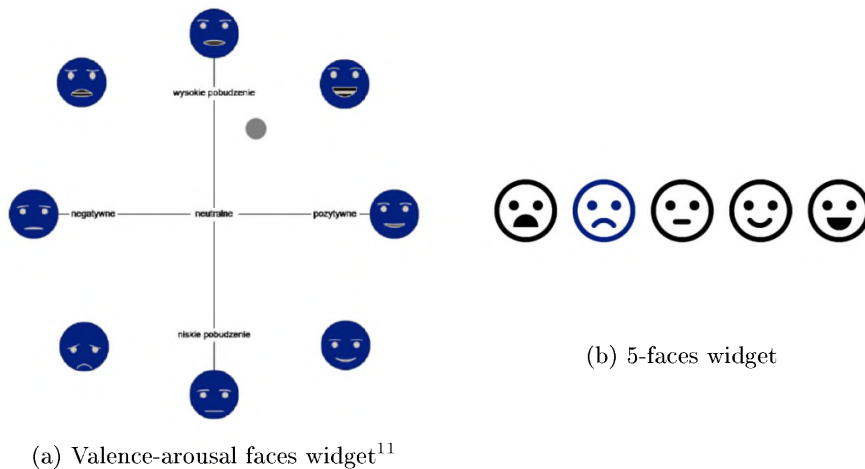 wysokie pobudzenie
negatywne
neutralne
pozytywne
niskie pobudzenie
(a) Valence-arousal faces widget11
(b) 5-faces widget